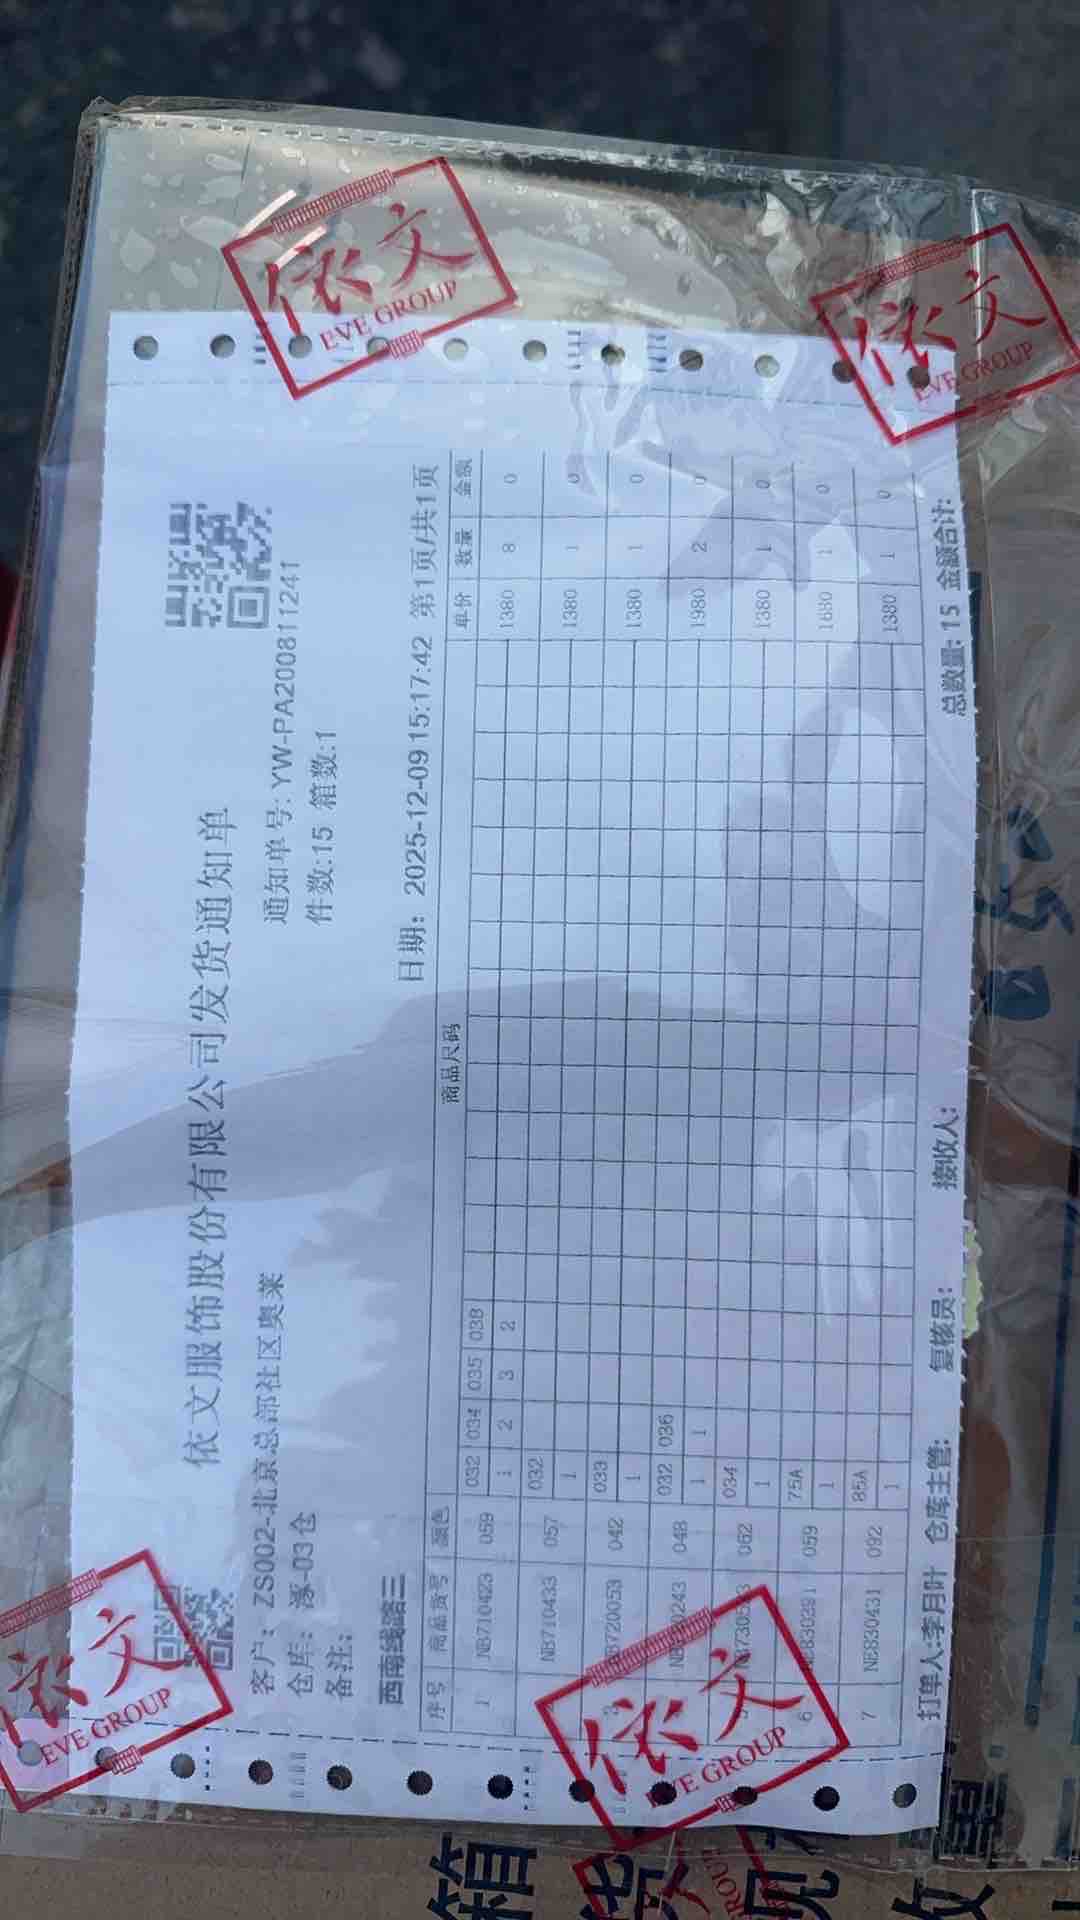 依文服饰股份有限公司发货通知单
客户：ZS002-北京总部社区奥莱
通知单号:YW-PA200811241
仓库：涿-03仓
件数:15 箱数:1
备注：
西南线路三
日期：2025-12-09 15:17:42 第1页/共1页
序号 商品货号 颜色 商品尺码 单价 数量 金额
032 034 035 038
1 NB710423 059 1 2 3 2 1380 8 0
032
NB710433 057 1 1380 1 0
033
3 NB720053 042 1 1380 1 0
032 036
048 1 1 1980 2 0
034
062 1 1380 1 0
75A
6 NE830391 059 1 1680 1 0
85A
7 NE830431 092 1 1380 1 0
打单人:李月叶 仓库主管: 复核员: 接收人: 总数量:15 金额合计:
依文
EVE GROUP
依文
EVE GROUP
依文
EVE GROUP
依文
EVE GROUP
箱